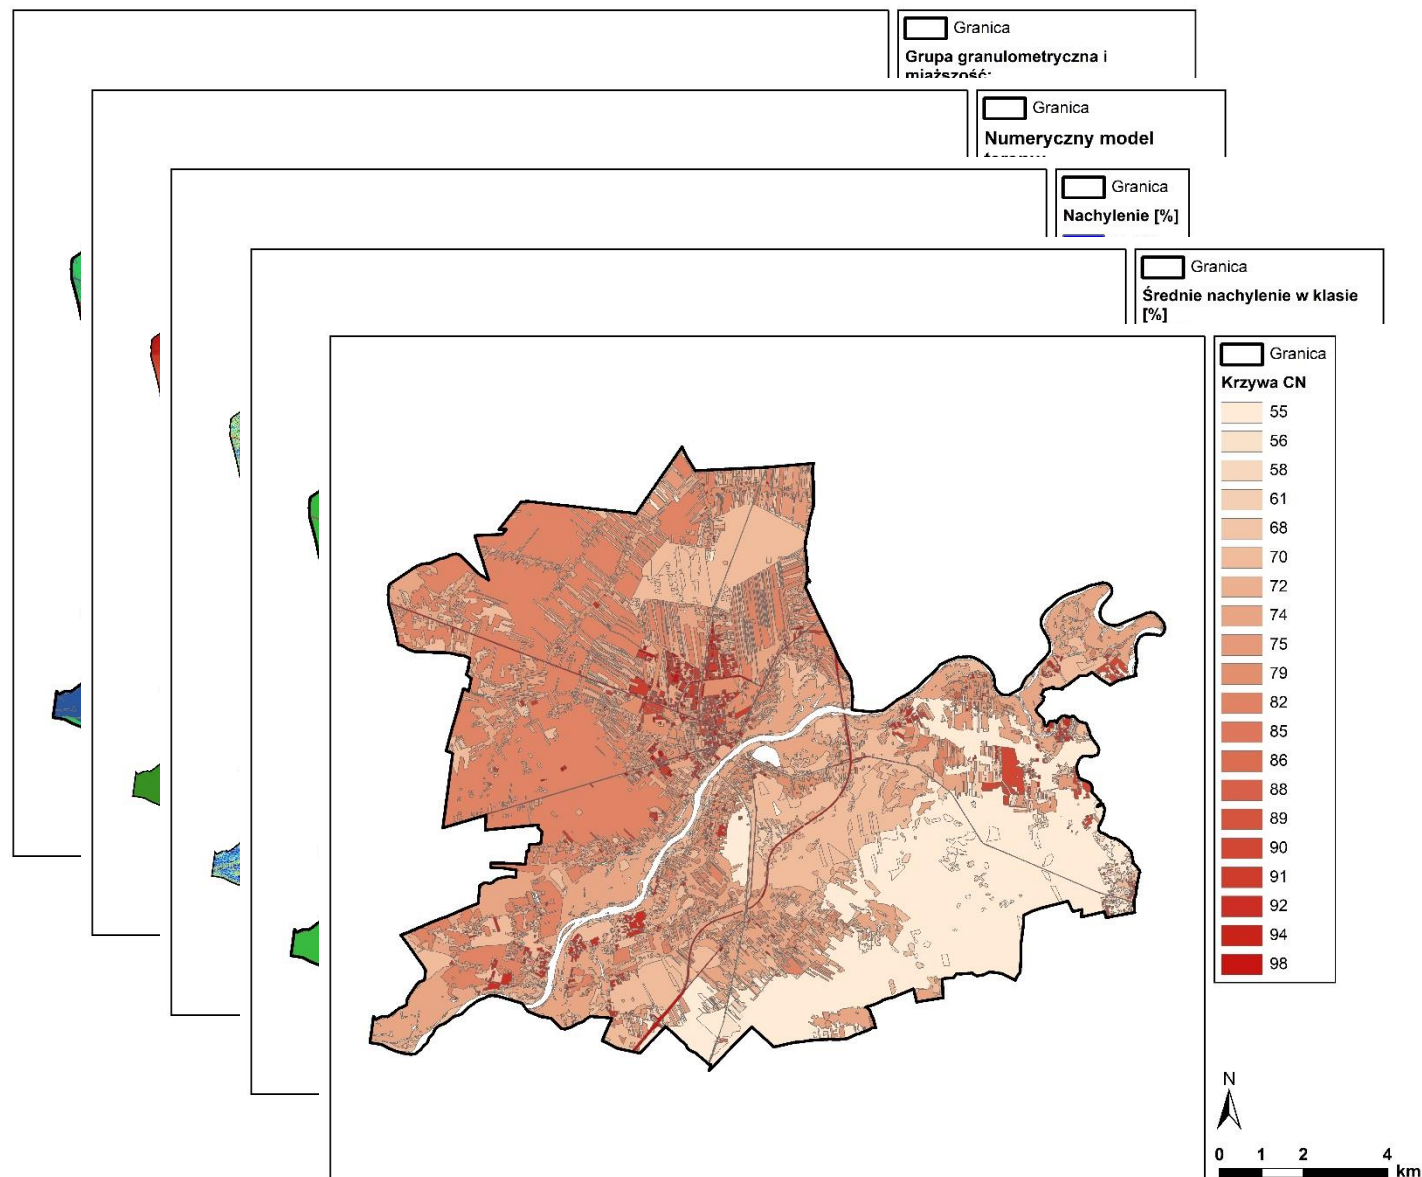 Granica
Grupa granulometryczna i
miąższość:
Granica
Numeryczny model
terenu
Granica
Nachylenie [%]
Granica
Średnie nachylenie w klasie
[%]
Granica
Krzywa CN
55
56
58
61
68
70
72
74
75
79
82
85
86
88
89
90
91
92
94
98
N
0 1 2 4
km